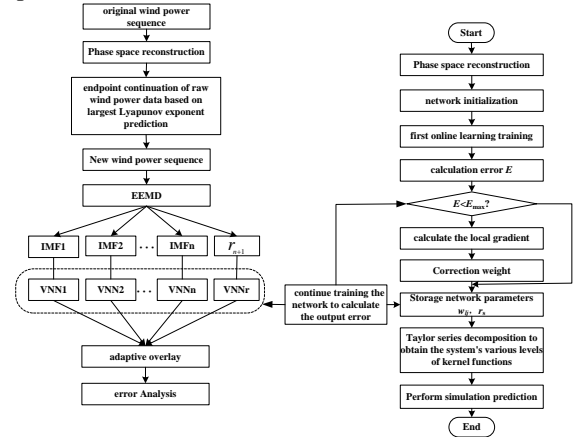 original wind power
sequence
Phase space reconstruction
endpoint continuation of raw
wind power data based on
largest Lyapunov exponent
prediction
New wind power sequence
EEMD
IMF1 IMF2 ... IMFn r_{n+1}
VNN1 VNN2 ... VNNn VNNr
adaptive overlay
error Analysis
continue training the
network to calculate
the output error
Start
Phase space reconstruction
network initialization
first online learning training
calculation error E
E<E_{max}?
calculate the local gradient
Correction weight
Storage network parameters
w_{ij}, r_s
Taylor series decomposition to
obtain the system's various levels
of kernel functions
Perform simulation prediction
End